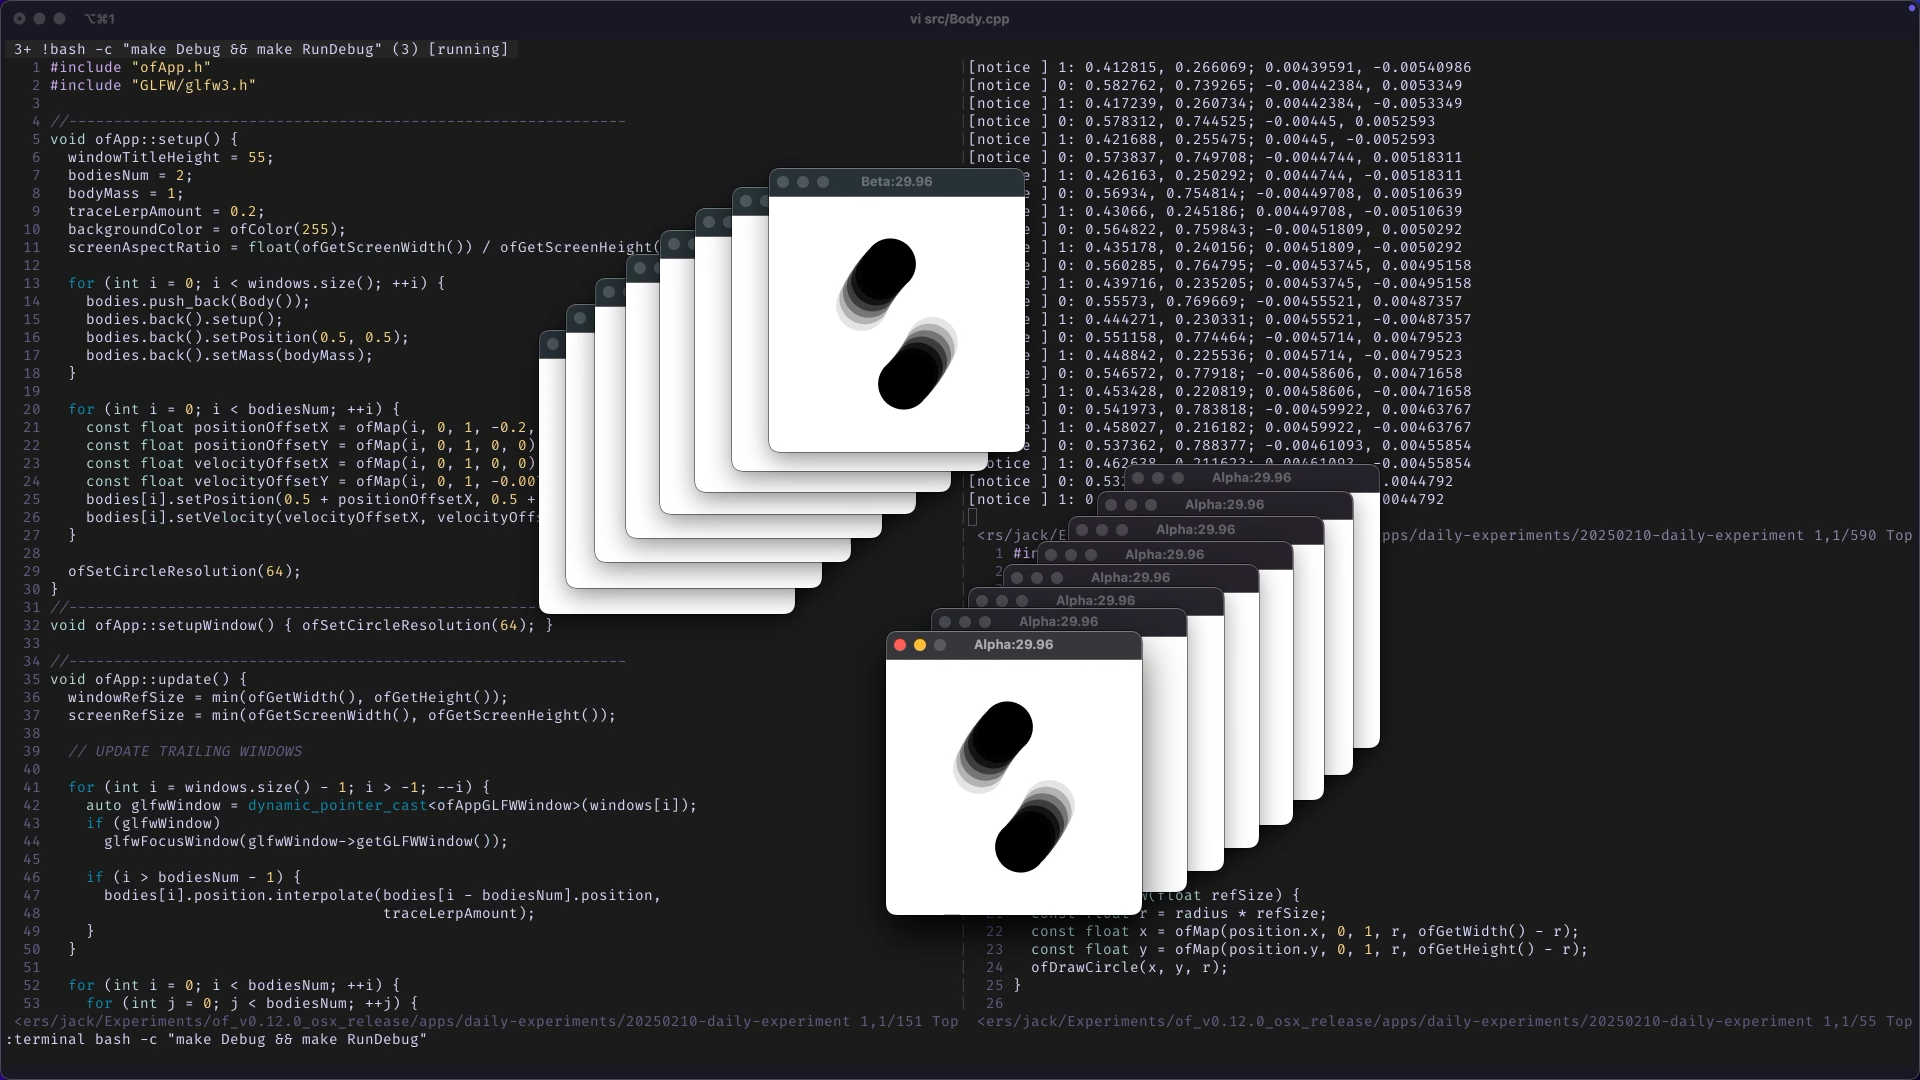 ⌥⌘1
vi src/Body.cpp
3+ !bash -c "make Debug && make RunDebug" (3) [running]
1 #include "ofApp.h"
2 #include "GLFW/glfw3.h"
3
4 //--------------------------------------------------------------
5 void ofApp::setup() {
6 windowTitleHeight = 55;
7 bodiesNum = 2;
8 bodyMass = 1;
9 traceLerpAmount = 0.2;
10 backgroundColor = ofColor(255);
11 screenAspectRatio = float(ofGetScreenWidth()) / ofGetScreenHeight(
12
13 for (int i = 0; i < windows.size(); ++i) {
14 bodies.push_back(Body());
15 bodies.back().setup();
16 bodies.back().setPosition(0.5, 0.5);
17 bodies.back().setMass(bodyMass);
18 }
19
20 for (int i = 0; i < bodiesNum; ++i) {
21 const float positionOffsetX = ofMap(i, 0, 1, -0.2,
22 const float positionOffsetY = ofMap(i, 0, 1, 0, 0)
23 const float velocityOffsetX = ofMap(i, 0, 1, 0, 0)
24 const float velocityOffsetY = ofMap(i, 0, 1, -0.00
25 bodies[i].setPosition(0.5 + positionOffsetX, 0.5 +
26 bodies[i].setVelocity(velocityOffsetX, velocityOff
27 }
28
29 ofSetCircleResolution(64);
30 }
31 //----------------------------------------------------
32 void ofApp::setupWindow() { ofSetCircleResolution(64); }
33
34 //--------------------------------------------------------------
35 void ofApp::update() {
36 windowRefSize = min(ofGetWidth(), ofGetHeight());
37 screenRefSize = min(ofGetScreenWidth(), ofGetScreenHeight());
38
39 // UPDATE TRAILING WINDOWS
40
41 for (int i = windows.size() - 1; i > -1; --i) {
42 auto glfwWindow = dynamic_pointer_cast<ofAppGLFWWindow>(windows[i]);
43 if (glfwWindow)
44 glfwFocusWindow(glfwWindow->getGLFWWindow());
45
46 if (i > bodiesNum - 1) {
47 bodies[i].position.interpolate(bodies[i - bodiesNum].position,
48 traceLerpAmount);
49 }
50 }
51
52 for (int i = 0; i < bodiesNum; ++i) {
53 for (int j = 0; j < bodiesNum; ++j) {
<ers/jack/Experiments/of_v0.12.0_osx_release/apps/daily-experiments/20250210-daily-experiment 1,1/151 Top
:terminal bash -c "make Debug && make RunDebug"
[notice ] 1: 0.412815, 0.266069; 0.00439591, -0.00540986
[notice ] 0: 0.582762, 0.739265; -0.00442384, 0.0053349
[notice ] 1: 0.417239, 0.260734; 0.00442384, -0.0053349
[notice ] 0: 0.578312, 0.744525; -0.00445, 0.0052593
[notice ] 1: 0.421688, 0.255475; 0.00445, -0.0052593
[notice ] 0: 0.573837, 0.749708; -0.0044744, 0.00518311
e ] 1: 0.426163, 0.250292; 0.0044744, -0.00518311
e ] 0: 0.56934, 0.754814; -0.00449708, 0.00510639
e ] 1: 0.43066, 0.245186; 0.00449708, -0.00510639
e ] 0: 0.564822, 0.759843; -0.00451809, 0.0050292
e ] 1: 0.435178, 0.240156; 0.00451809, -0.0050292
e ] 0: 0.560285, 0.764795; -0.00453745, 0.00495158
e ] 1: 0.439716, 0.235205; 0.00453745, -0.00495158
e ] 0: 0.55573, 0.769669; -0.00455521, 0.00487357
e ] 1: 0.444271, 0.230331; 0.00455521, -0.00487357
e ] 0: 0.551158, 0.774464; -0.0045714, 0.00479523
e ] 1: 0.448842, 0.225536; 0.0045714, -0.00479523
e ] 0: 0.546572, 0.77918; -0.00458606, 0.00471658
e ] 1: 0.453428, 0.220819; 0.00458606, -0.00471658
e ] 0: 0.541973, 0.783818; -0.00459922, 0.00463767
e ] 1: 0.458027, 0.216182; 0.00459922, -0.00463767
e ] 0: 0.537362, 0.788377; -0.00461093, 0.00455854
otice ] 1: 0.462638, 0.211623; 0.00461093, -0.00455854
[notice ] 0: 0.53 .0044792
[notice ] 1: 0 0044792
<rs/jack/E pps/daily-experiments/20250210-daily-experiment 1,1/590 Top
1 #in
2
(float refSize) {
const float r = radius * refSize;
22 const float x = ofMap(position.x, 0, 1, r, ofGetWidth() - r);
23 const float y = ofMap(position.y, 0, 1, r, ofGetHeight() - r);
24 ofDrawCircle(x, y, r);
25 }
26
<ers/jack/Experiments/of_v0.12.0_osx_release/apps/daily-experiments/20250210-daily-experiment 1,1/55 Top
Beta:29.96
Alpha:29.96
Alpha:29.96
Alpha:29.96
Alpha:29.96
Alpha:29.96
Alpha:29.96
Alpha:29.96
Alpha:29.96